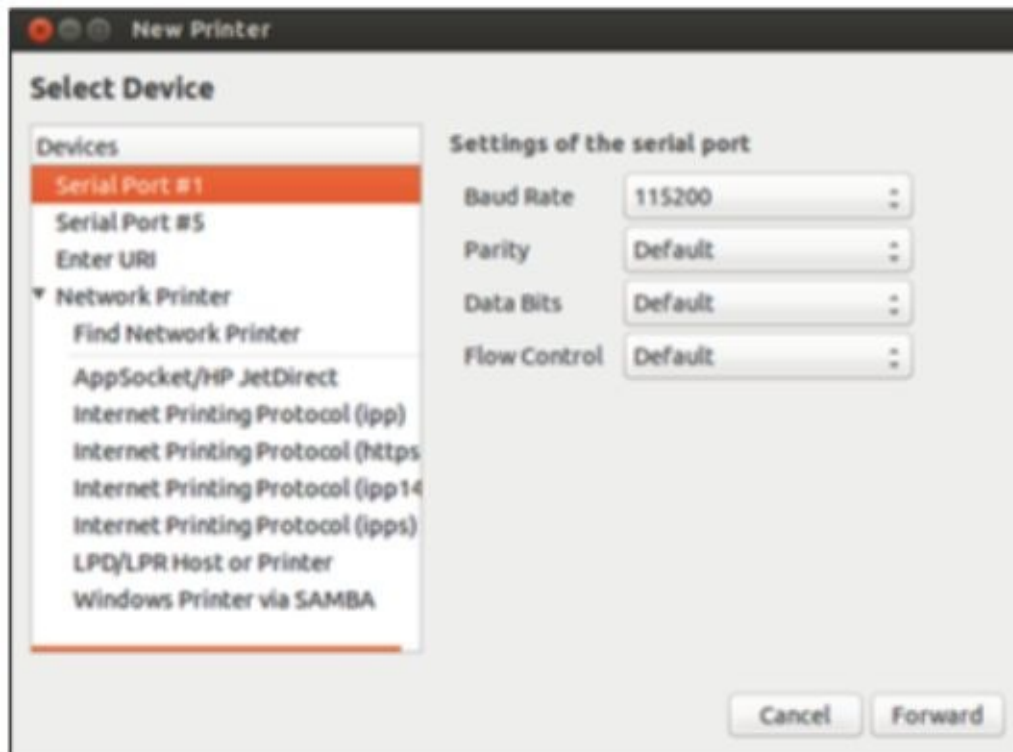 New Printer
Select Device
Devices
Serial Port #1
Serial Port #5
Enter URI
Network Printer
Find Network Printer
AppSocket/HP JetDirect
Internet Printing Protocol (ipp)
Internet Printing Protocol (https
Internet Printing Protocol (ipp14
Internet Printing Protocol (ipps)
LPD/LPR Host or Printer
Windows Printer via SAMBA
Settings of the serial port
Baud Rate 115200
Parity Default
Data Bits Default
Flow Control Default
Cancel Forward